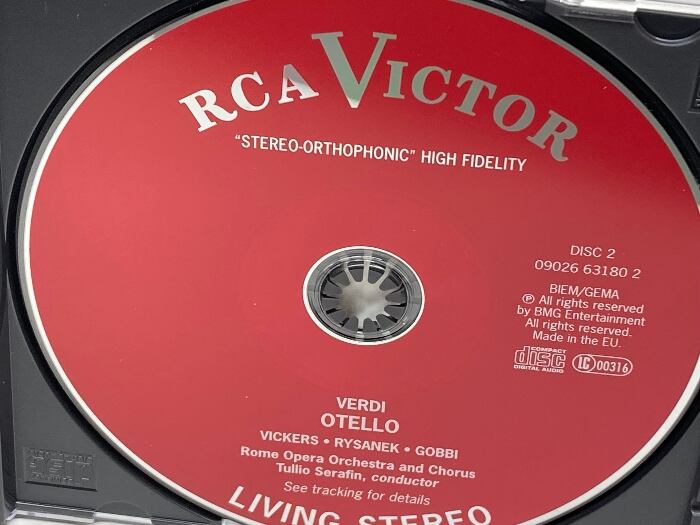 RCA VICTOR
"STEREO-ORTHOPHONIC" HIGH FIDELITY
DISC 2
09026 63180 2
BIEM/GEMA
℗ All rights reserved
by BMG Entertainment
All rights reserved.
Made in the EU.
COMPACT
disc
DIGITAL AUDIO
LC 00316
VERDI
OTELLO
VICKERS • RYSANEK • GOBBI
Rome Opera Orchestra and Chorus
Tullio Serafin, conductor
See tracking for details
LIVING STEREO